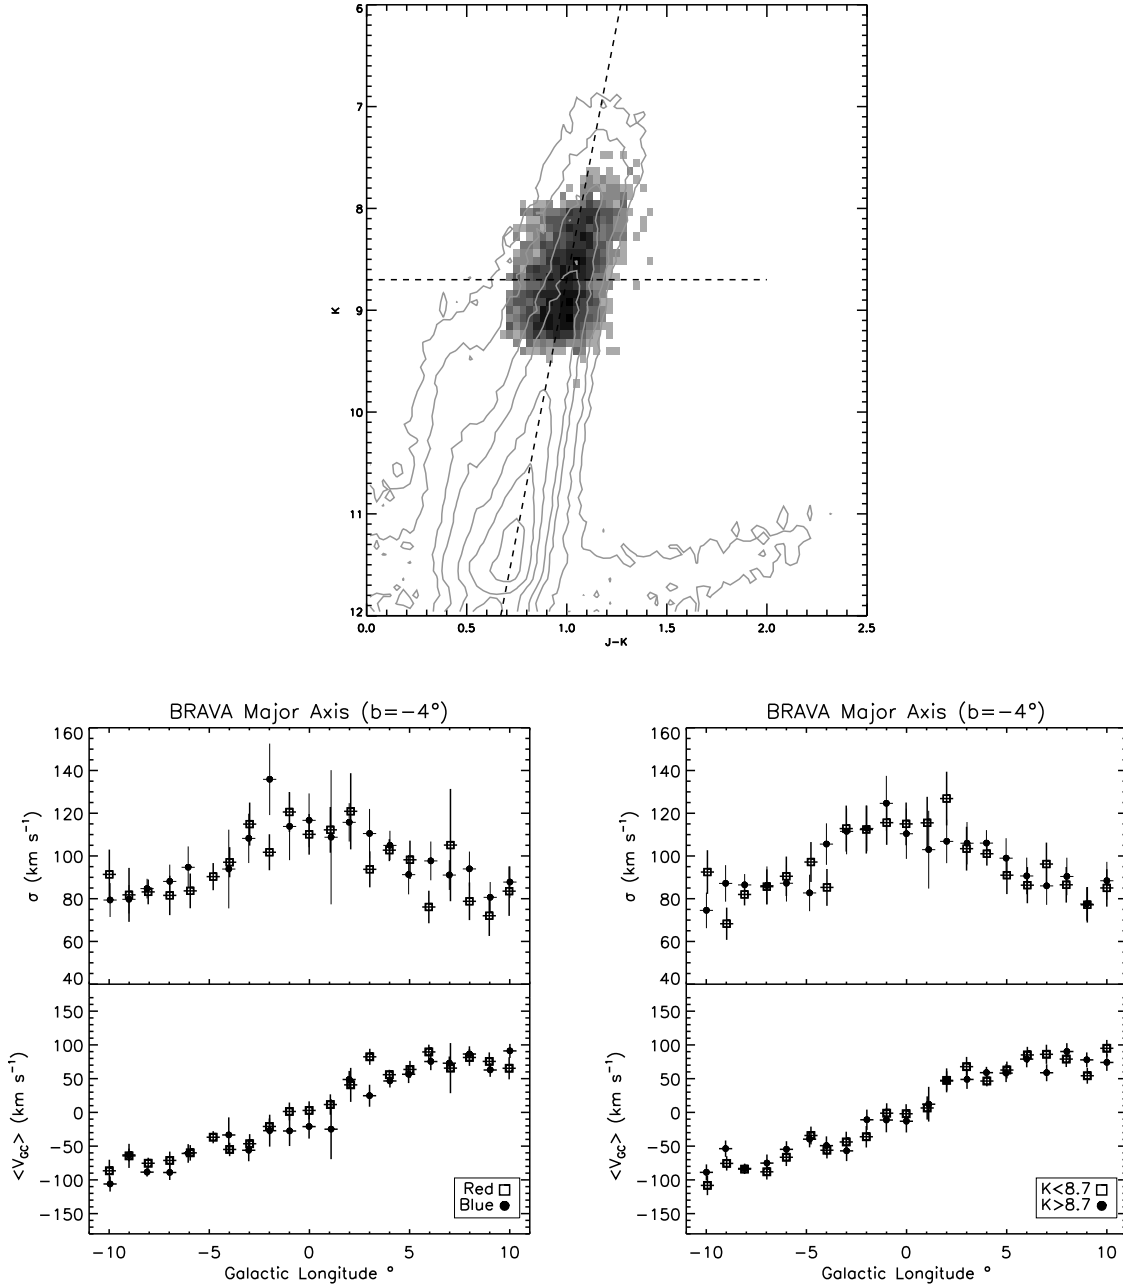 6
7
8
9
10
11
12
K
0.0 0.5 1.0 1.5 2.0 2.5
J-K
BRAVA Major Axis (b=−4°)
160
140
120
100
80
60
40
σ (km s⁻¹)
150
100
50
0
−50
−100
−150
<V_GC> (km s⁻¹)
Red
Blue
−10 −5 0 5 10
Galactic Longitude °
BRAVA Major Axis (b=−4°)
160
140
120
100
80
60
40
σ (km s⁻¹)
150
100
50
0
−50
−100
−150
<V_GC> (km s⁻¹)
K<8.7
K>8.7
−10 −5 0 5 10
Galactic Longitude °